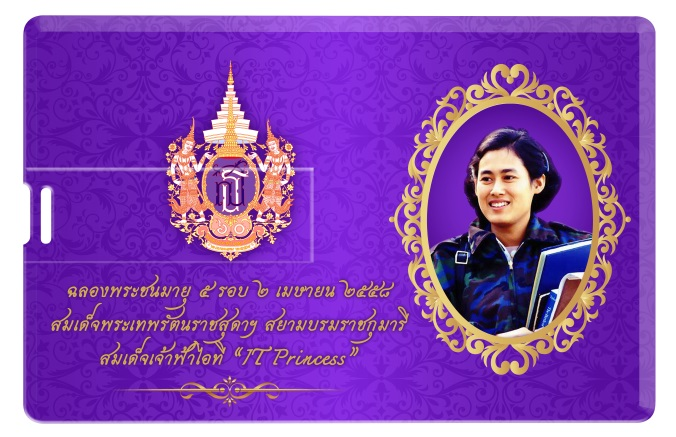 ฉลองพระชนมายุ ๕ รอบ ๒ เมษายน ๒๕๕๘
สมเด็จพระเทพรัตนราชสุดาฯ สยามบรมราชกุมารี
สมเด็จเจ้าฟ้าไอที “IT Princess”